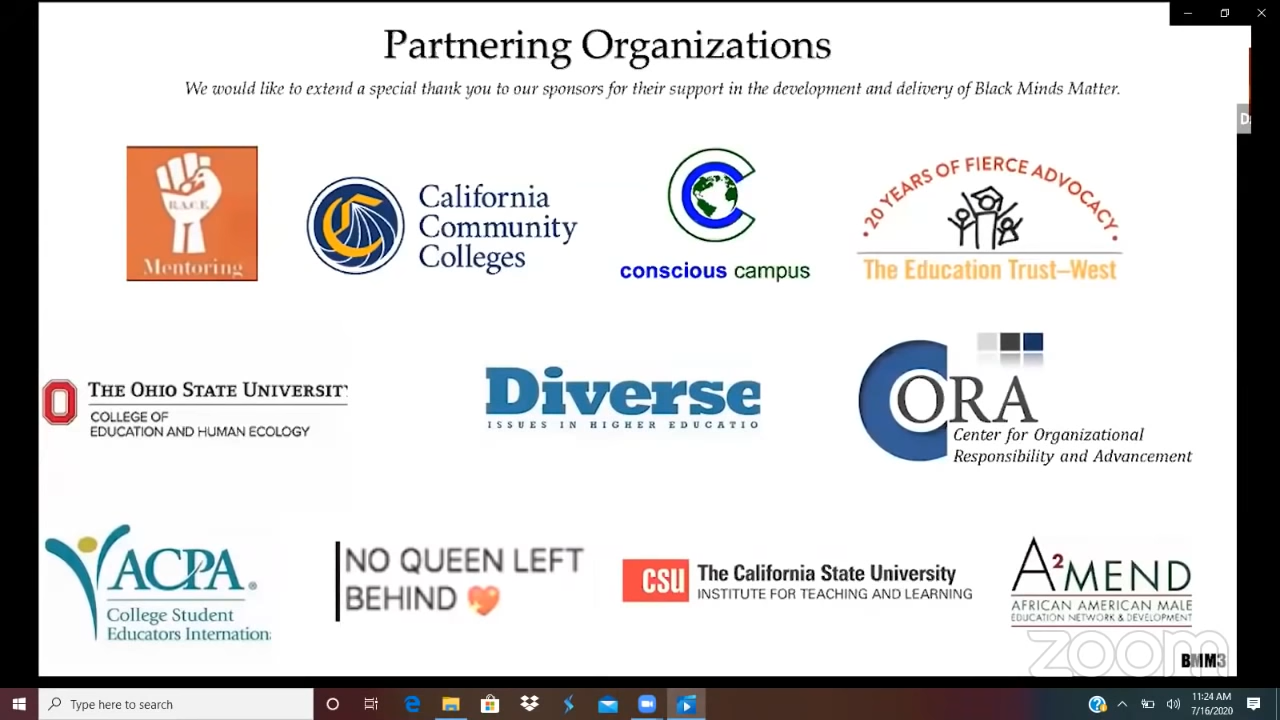 Partnering Organizations
We would like to extend a special thank you to our sponsors for their support in the development and delivery of Black Minds Matter.
R.A.C.E.
Mentoring
California
Community
Colleges
conscious campus
• 20 YEARS OF FIERCE ADVOCACY •
The Education Trust–West
THE OHIO STATE UNIVERSITY
COLLEGE OF
EDUCATION AND HUMAN ECOLOGY
Diverse
ISSUES IN HIGHER EDUCATIO
CORA
Center for Organizational
Responsibility and Advancement
ACPA®
College Student
Educators Internation
NO QUEEN LEFT
BEHIND 💖
CSU
The California State University
INSTITUTE FOR TEACHING AND LEARNING
A²MEND
AFRICAN AMERICAN MALE
EDUCATION NETWORK & DEVELOPMENT
zoom
BMM3
Type here to search
11:24 AM
7/16/2020